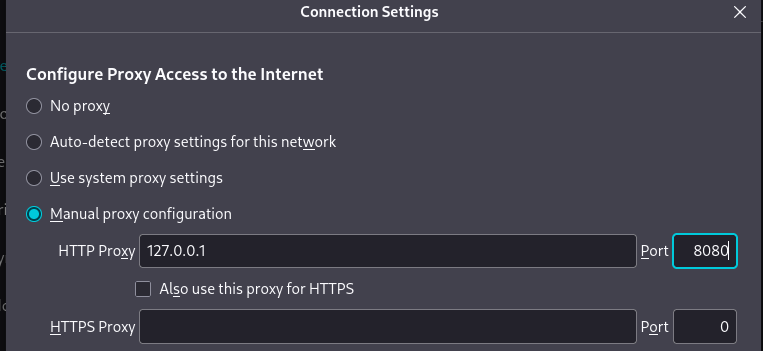 Connection Settings
Configure Proxy Access to the Internet
No proxy
Auto-detect proxy settings for this network
Use system proxy settings
Manual proxy configuration
HTTP Proxy 127.0.0.1 Port 8080
Also use this proxy for HTTPS
HTTPS Proxy Port 0